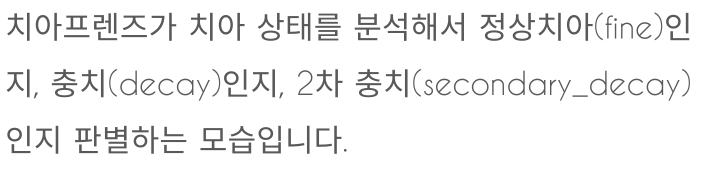 치아프렌즈가 치아 상태를 분석해서 정상치아(fine)인
지, 충치(decay)인지, 2차 충치(secondary_decay)
인지 판별하는 모습입니다.